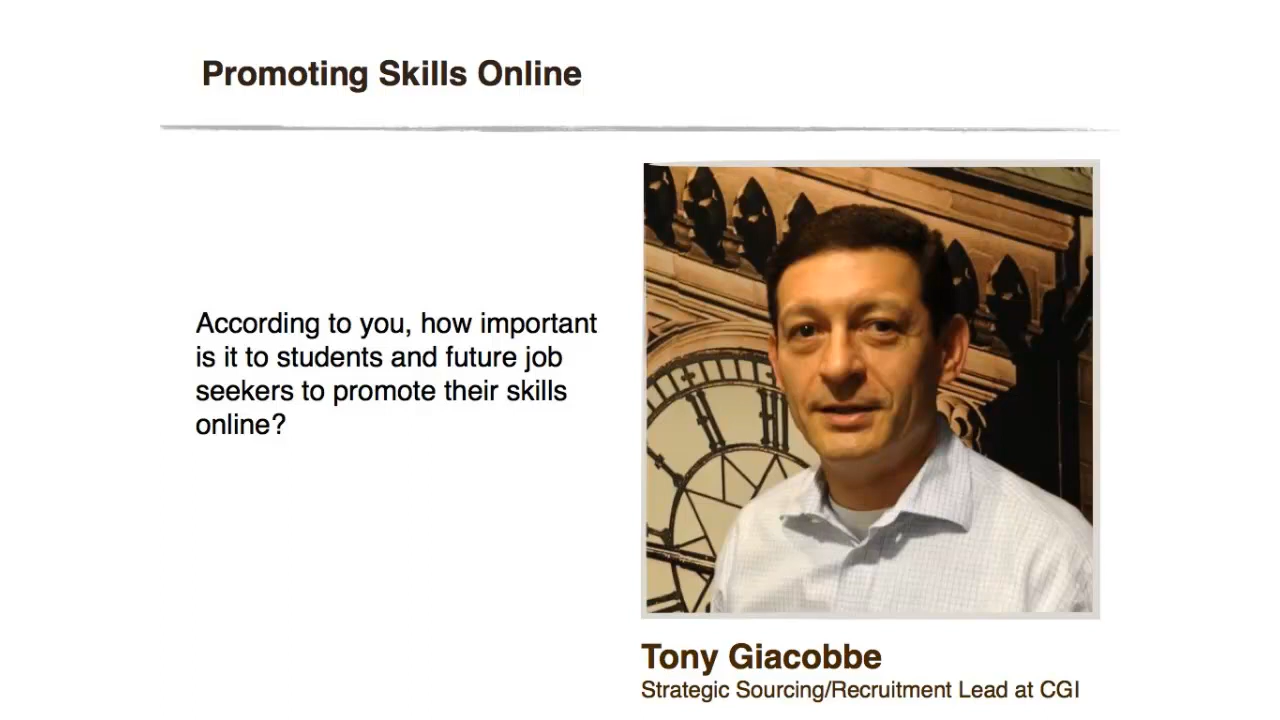 Promoting Skills Online
According to you, how important
is it to students and future job
seekers to promote their skills
online?
Tony Giacobbe
Strategic Sourcing/Recruitment Lead at CGI